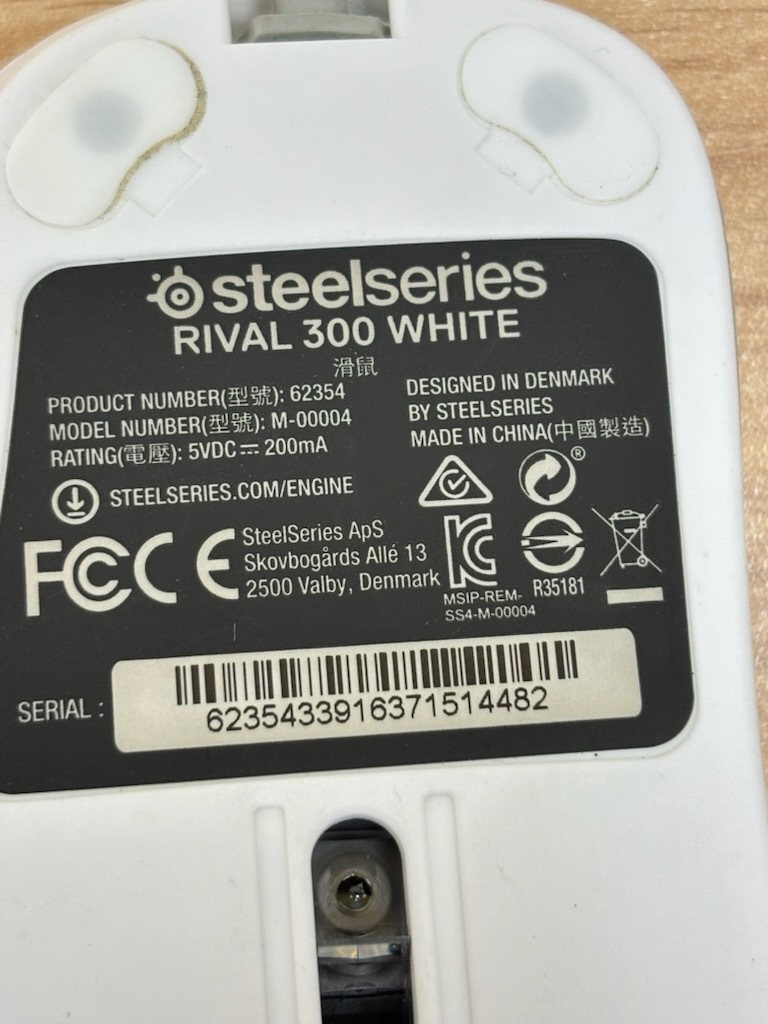 steelseries
RIVAL 300 WHITE
滑鼠
PRODUCT NUMBER(型號): 62354
MODEL NUMBER(型號): M-00004
RATING(電壓): 5VDC⎓200mA
STEELSERIES.COM/ENGINE
DESIGNED IN DENMARK
BY STEELSERIES
MADE IN CHINA(中國製造)
®
FC CE
SteelSeries ApS
Skovbogårds Allé 13
2500 Valby, Denmark
MSIP-REM-
SS4-M-00004
R35181
SERIAL :
6235433916371514482